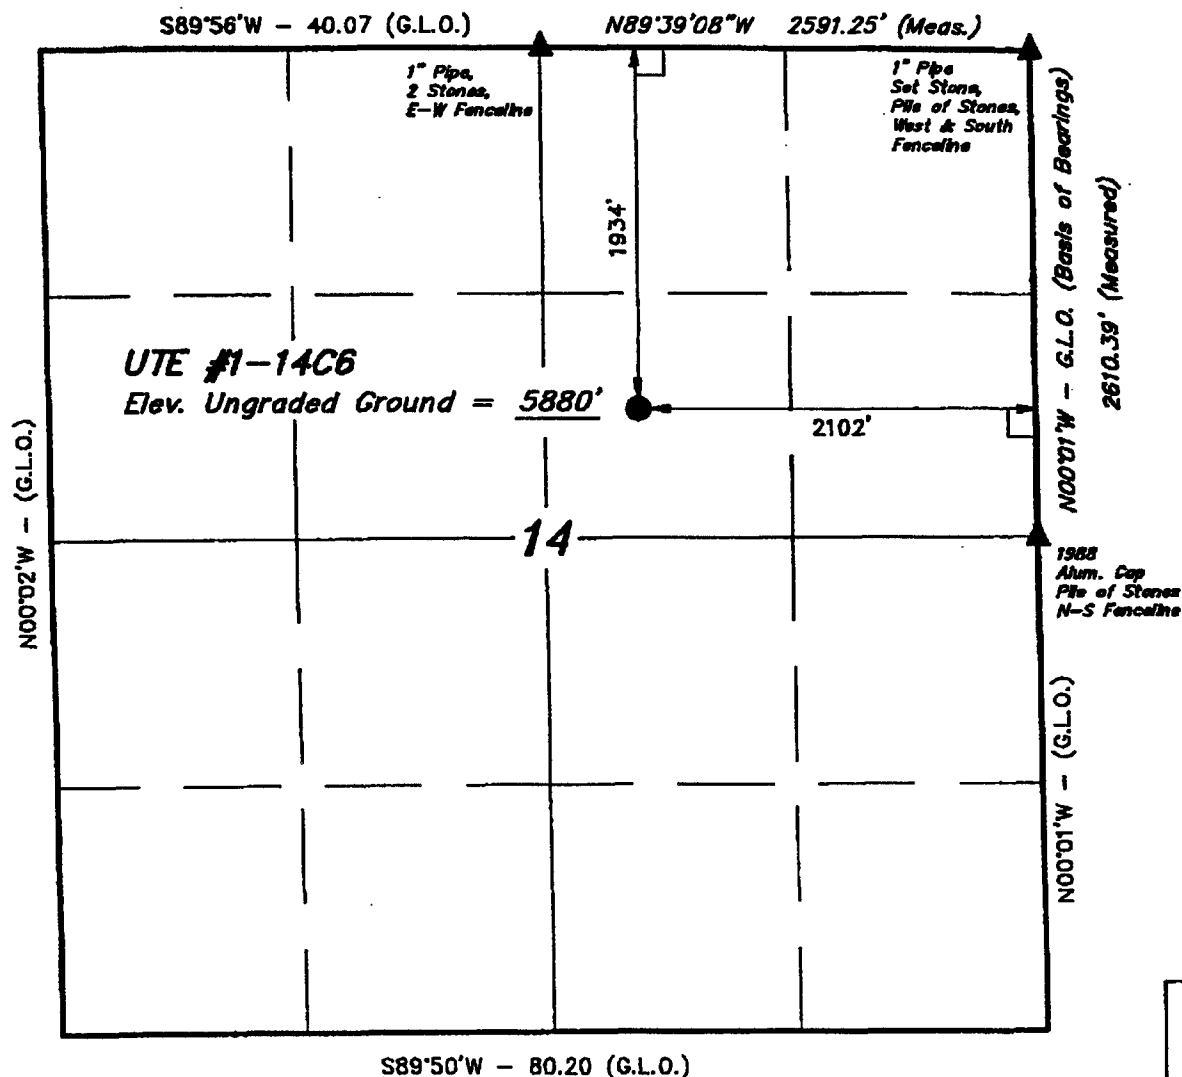 S89°56'W – 40.07 (G.L.O.)
N89°39'08"W 2591.25' (Meas.)
1" Pipe,
2 Stones,
E–W Fenceline
1" Pipe
Set Stone,
Pile of Stones,
West & South
Fenceline
N00°01'W – G.L.O. (Basis of Bearings)
2610.39' (Measured)
1934'
UTE #1–14C6
Elev. Ungraded Ground = 5880'
2102'
N00°02'W – (G.L.O.)
14
1988
Alum. Cap
Pile of Stones
N–S Fenceline
N00°01'W – (G.L.O.)
S89°50'W – 80.20 (G.L.O.)